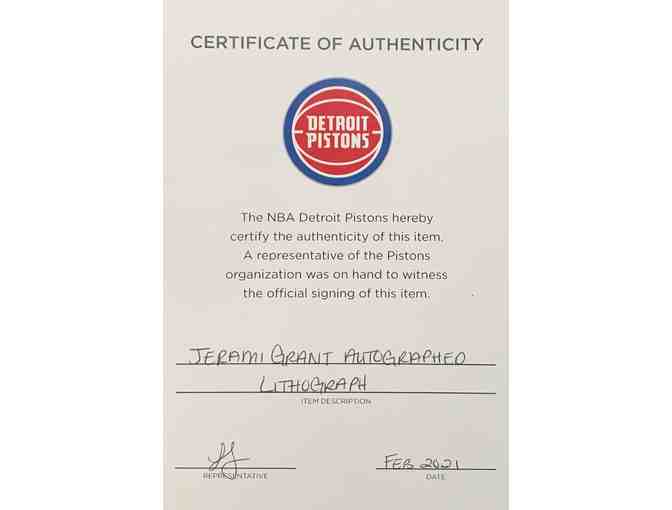 CERTIFICATE OF AUTHENTICITY
DETROIT
PISTONS
The NBA Detroit Pistons hereby
certify the authenticity of this item.
A representative of the Pistons
organization was on hand to witness
the official signing of this item.
JERAMI GRANT AUTOGRAPHED
LITHOGRAPH
ITEM DESCRIPTION
FEB 2021
REPRESENTATIVE
DATE